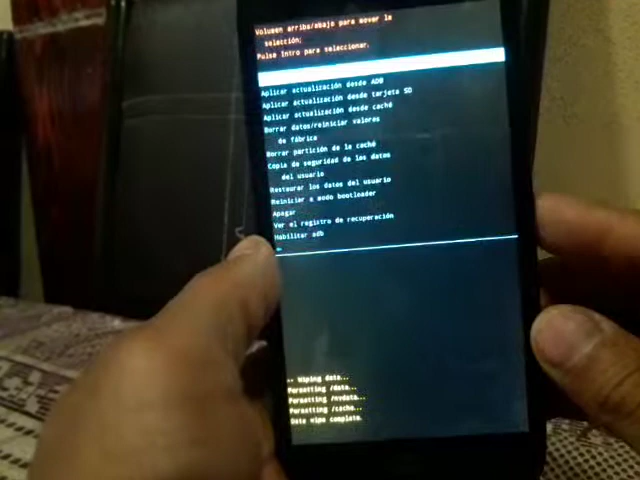 Volumen arriba/abajo para mover la
selección;
Pulse Intro para seleccionar.
Aplicar actualización desde ADB
Aplicar actualización desde tarjeta SD
Aplicar actualización desde caché
Borrar datos/reiniciar valores
de fábrica
Borrar partición de la caché
Copia de seguridad de los datos
del usuario
Restaurar los datos del usuario
Reiniciar a modo bootloader
Apagar
Ver el registro de recuperación
Habilitar adb
-- Wiping data...
Formatting /data...
Formatting /nvdata...
Formatting /cache...
Data wipe complete.